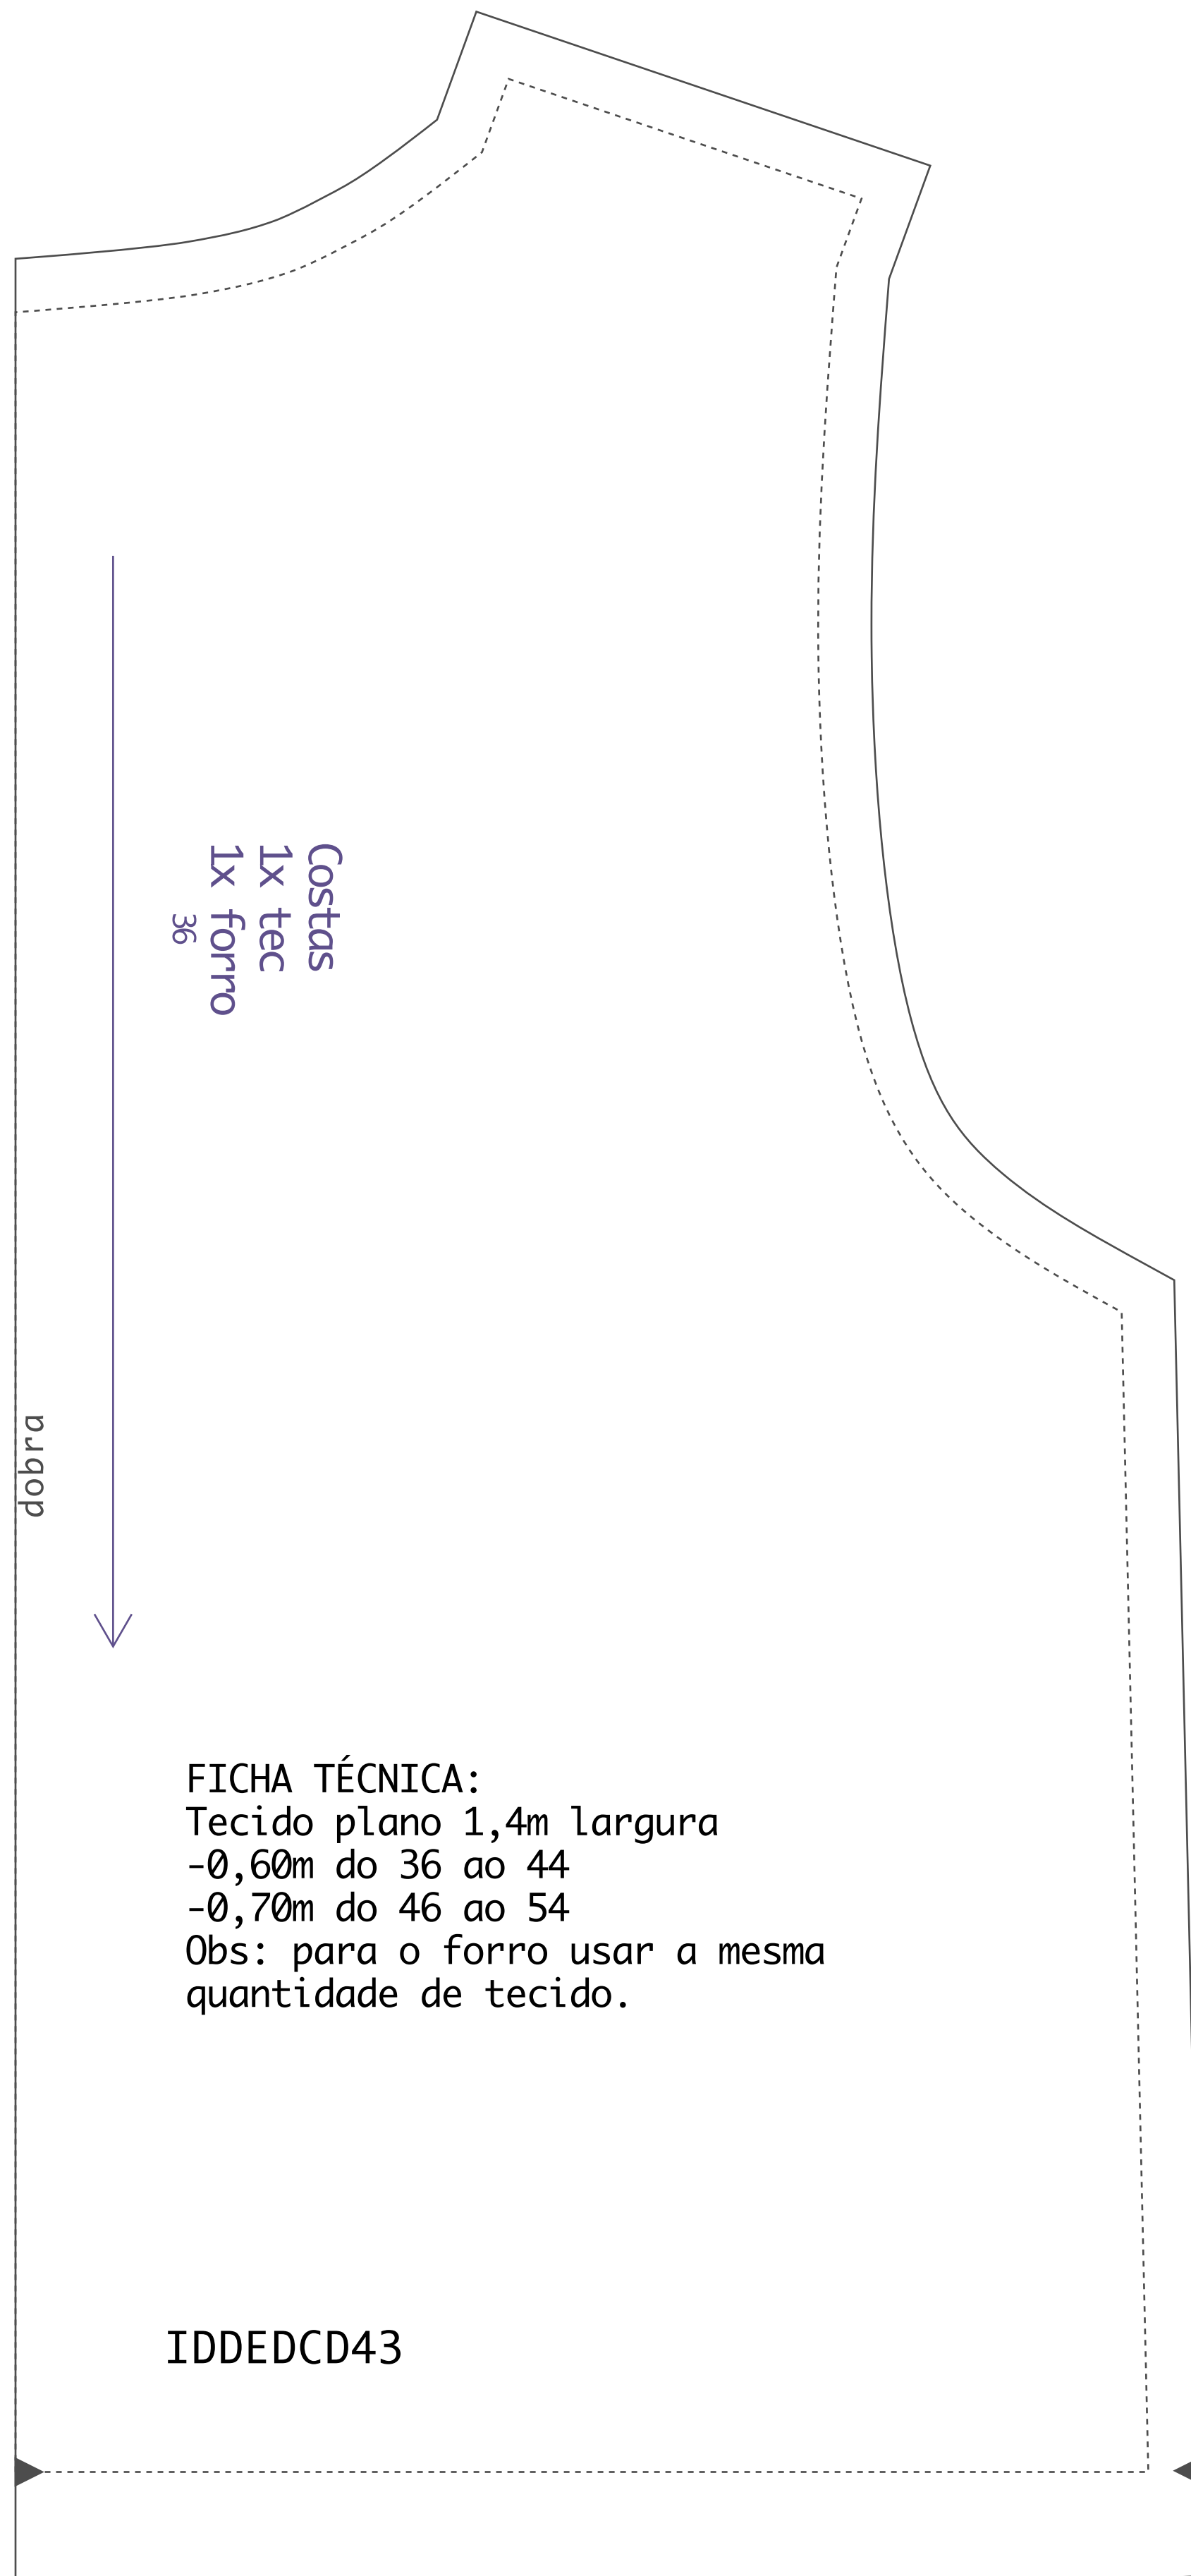 Costas
1x tec
1x forro
36
dobra
FICHA TÉCNICA:
Tecido plano 1,4m largura
-0,60m do 36 ao 44
-0,70m do 46 ao 54
Obs: para o forro usar a mesma
quantidade de tecido.
IDDEDCD43